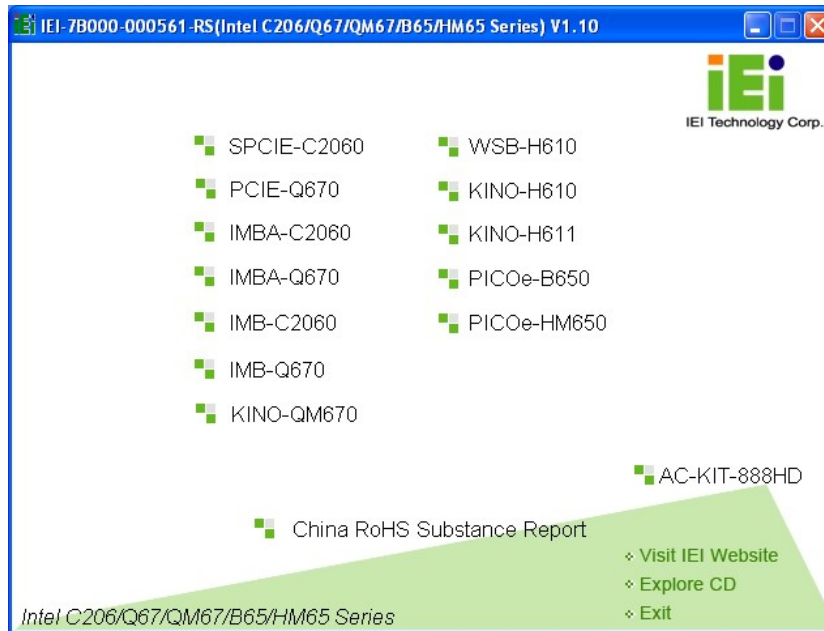 IEI-7B000-000561-RS(Intel C206/Q67/QM67/B65/HM65 Series) V1.10
iEi
IEI Technology Corp.
SPCIE-C2060
PCIE-Q670
IMBA-C2060
IMBA-Q670
IMB-C2060
IMB-Q670
KINO-QM670
WSB-H610
KINO-H610
KINO-H611
PICOe-B650
PICOe-HM650
AC-KIT-888HD
China RoHS Substance Report
Visit IEI Website
Explore CD
Exit
Intel C206/Q67/QM67/B65/HM65 Series